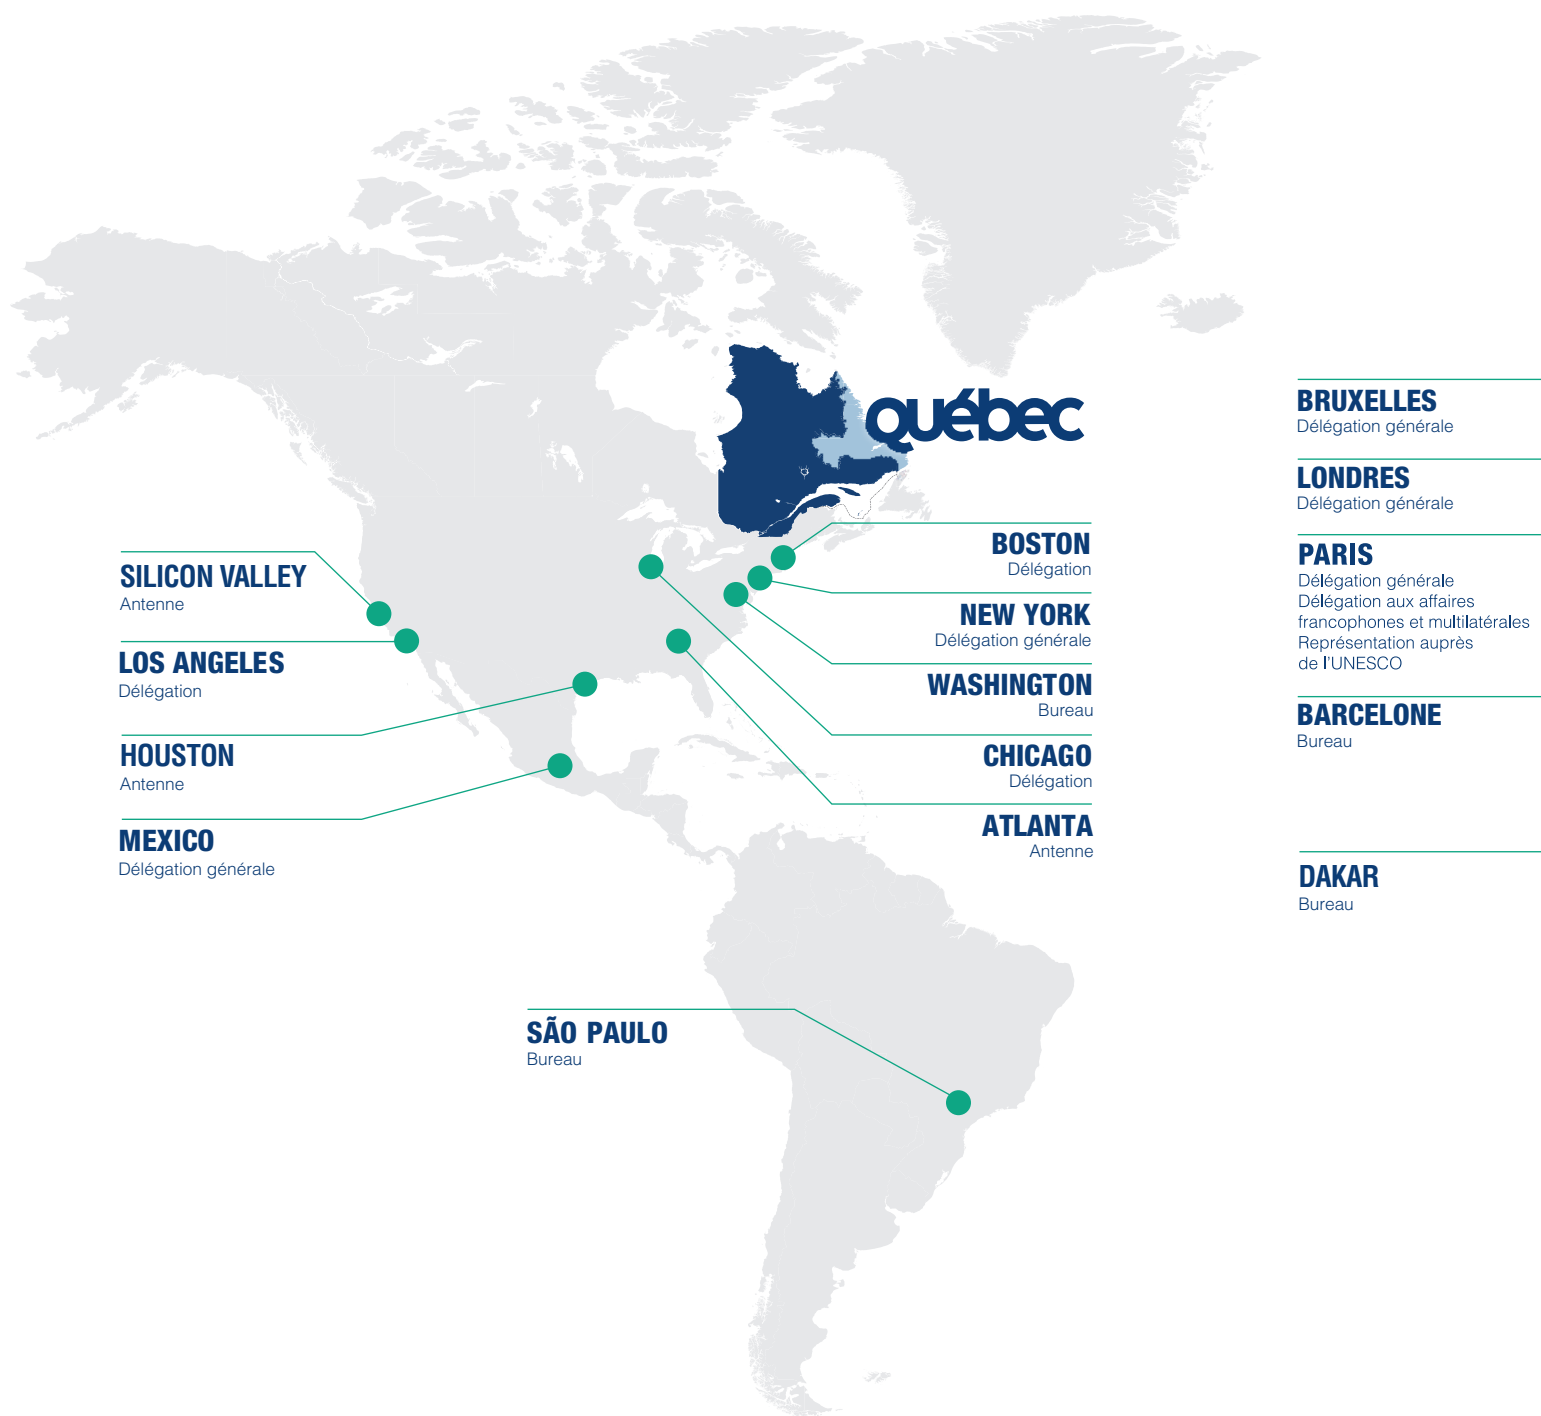 québec
SILICON VALLEY
Antenne
LOS ANGELES
Délégation
HOUSTON
Antenne
MEXICO
Délégation générale
BOSTON
Délégation
NEW YORK
Délégation générale
WASHINGTON
Bureau
CHICAGO
Délégation
ATLANTA
Antenne
SÃO PAULO
Bureau
BRUXELLES
Délégation générale
LONDRES
Délégation générale
PARIS
Délégation générale
Délégation aux affaires
francophones et multilatérales
Représentation auprès
de l'UNESCO
BARCELONE
Bureau
DAKAR
Bureau